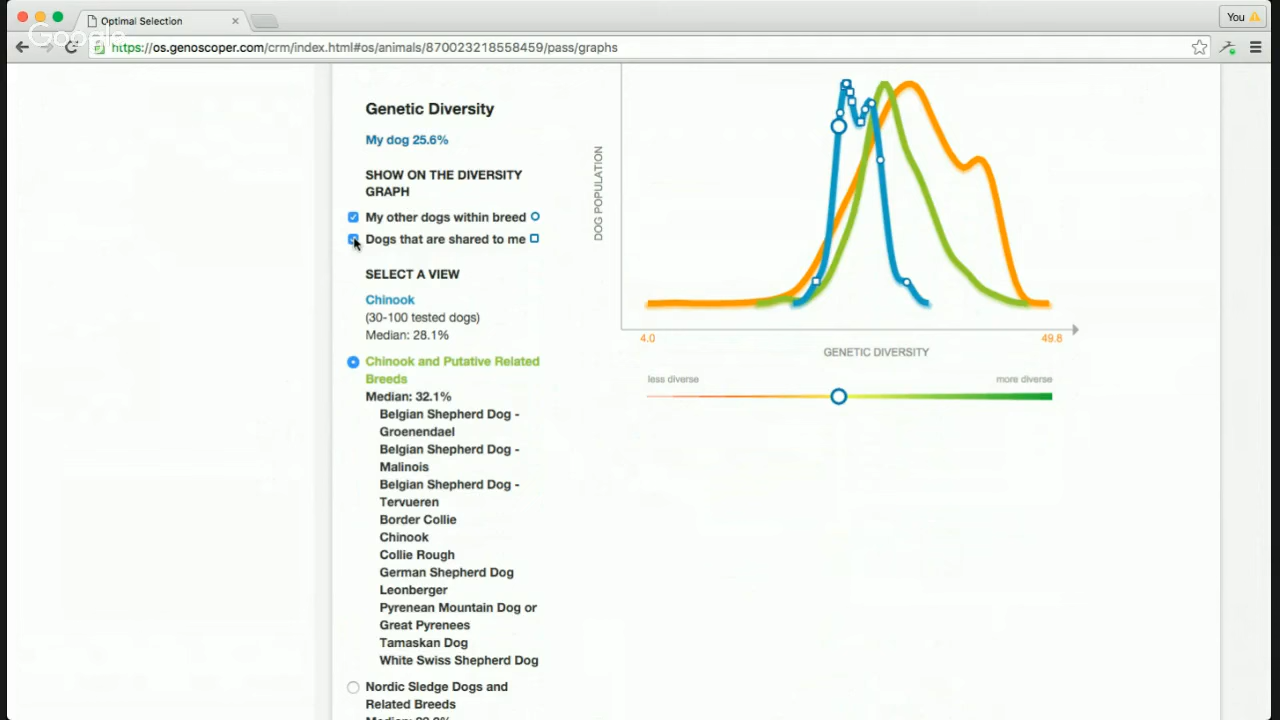 Optimal Selection
You
Google
https://os.genoscoper.com/crm/index.html#os/animals/870023218558459/pass/graphs
Genetic Diversity
My dog 25.6%
SHOW ON THE DIVERSITY
GRAPH
My other dogs within breed
Dogs that are shared to me
SELECT A VIEW
Chinook
(30-100 tested dogs)
Median: 28.1%
Chinook and Putative Related
Breeds
Median: 32.1%
Belgian Shepherd Dog -
Groenendael
Belgian Shepherd Dog -
Malinois
Belgian Shepherd Dog -
Tervueren
Border Collie
Chinook
Collie Rough
German Shepherd Dog
Leonberger
Pyrenean Mountain Dog or
Great Pyrenees
Tamaskan Dog
White Swiss Shepherd Dog
Nordic Sledge Dogs and
Related Breeds
DOG POPULATION
4.0
49.8
GENETIC DIVERSITY
less diverse
more diverse